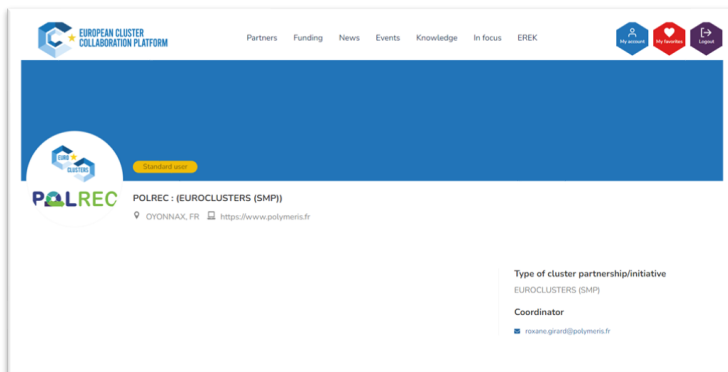 EUROPEAN CLUSTER
COLLABORATION PLATFORM
Partners Funding News Events Knowledge In focus EREK
My account My favorites Logout
EURO
CLUSTERS
Standard user
POLREC
POLREC : (EUROCLUSTERS (SMP))
OYONNAX, FR https://www.polymeris.fr
Type of cluster partnership/initiative
EUROCLUSTERS (SMP)
Coordinator
roxane.girard@polymeris.fr